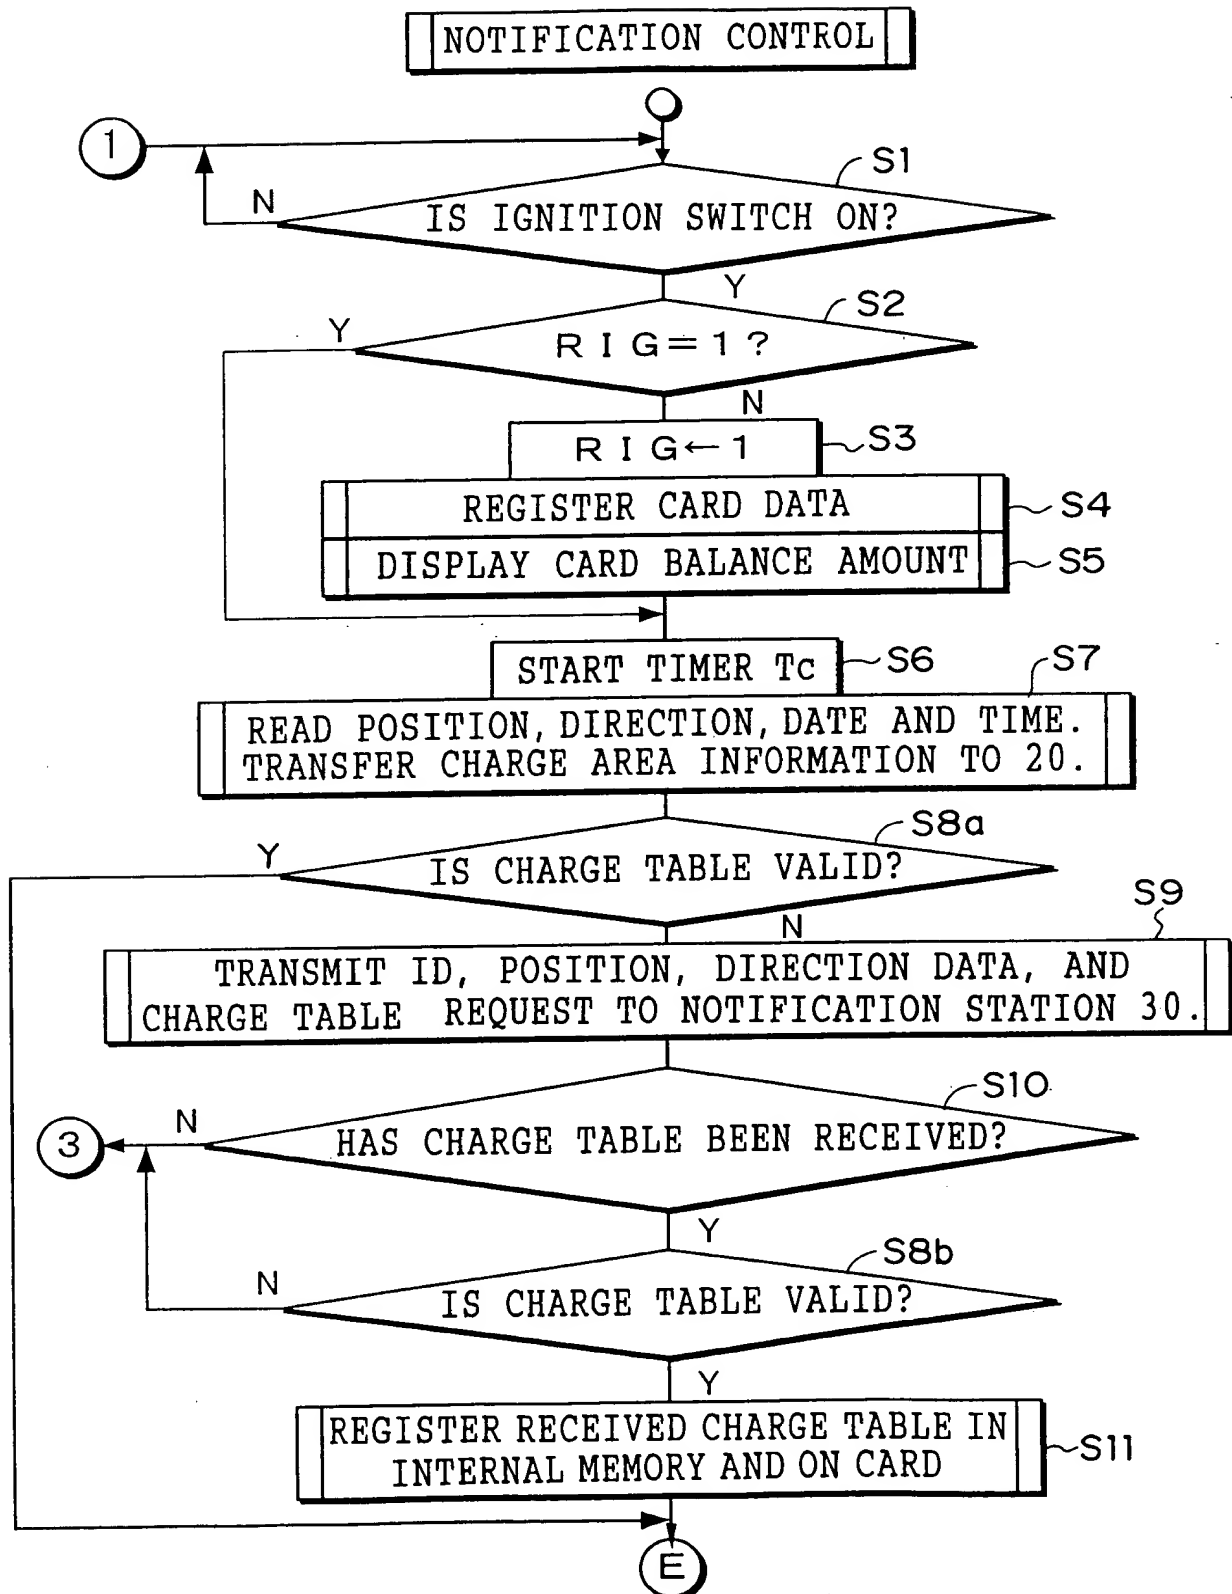 NOTIFICATION CONTROL
1
S1
N
IS IGNITION SWITCH ON?
Y
S2
Y
RIG=1?
N
RIG←1
S3
REGISTER CARD DATA
S4
DISPLAY CARD BALANCE AMOUNT
S5
START TIMER Tc
S6
S7
READ POSITION, DIRECTION, DATE AND TIME.
TRANSFER CHARGE AREA INFORMATION TO 20.
S8a
Y
IS CHARGE TABLE VALID?
N
S9
TRANSMIT ID, POSITION, DIRECTION DATA, AND
CHARGE TABLE REQUEST TO NOTIFICATION STATION 30.
S10
3
N
HAS CHARGE TABLE BEEN RECEIVED?
Y
S8b
N
IS CHARGE TABLE VALID?
Y
REGISTER RECEIVED CHARGE TABLE IN
INTERNAL MEMORY AND ON CARD
S11
E